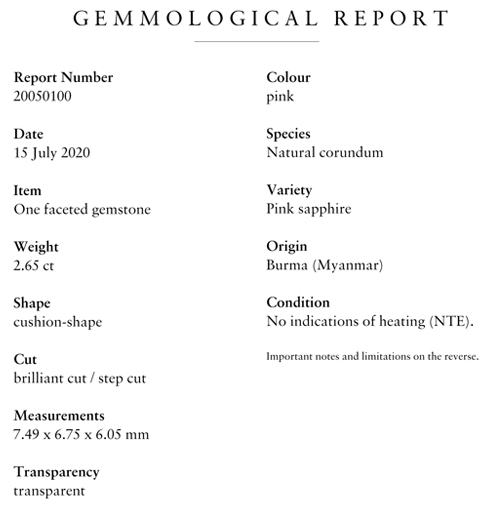 GEMMOLOGICAL REPORT
Report Number
20050100
Date
15 July 2020
Item
One faceted gemstone
Weight
2.65 ct
Shape
cushion-shape
Cut
brilliant cut / step cut
Measurements
7.49 x 6.75 x 6.05 mm
Transparency
transparent
Colour
pink
Species
Natural corundum
Variety
Pink sapphire
Origin
Burma (Myanmar)
Condition
No indications of heating (NTE).
Important notes and limitations on the reverse.